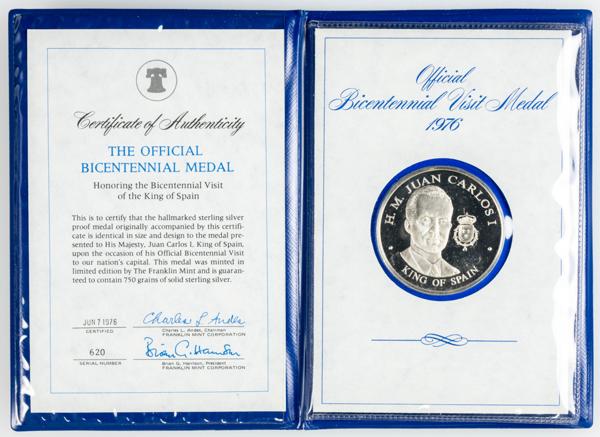 Certificate of Authenticity
THE OFFICIAL
BICENTENNIAL MEDAL
Honoring the Bicentennial Visit
of the King of Spain
This is to certify that the hallmarked sterling silver
proof medal originally accompanied by this certifi-
cate is identical in size and design to the medal pre-
sented to His Majesty, Juan Carlos I, King of Spain,
upon the occasion of his Official Bicentennial Visit
to our nation's capital. This medal was minted in
limited edition by The Franklin Mint and is guaran-
teed to contain 750 grains of solid sterling silver.
JUN 7 1976
CERTIFIED
Charles L. Andes
Charles L. Andes, Chairman
FRANKLIN MINT CORPORATION
620
SERIAL NUMBER
Brian G. Harrison
Brian G. Harrison, President
FRANKLIN MINT CORPORATION
Official
Bicentennial Visit Medal
1976
H. M. JUAN CARLOS I
KING OF SPAIN